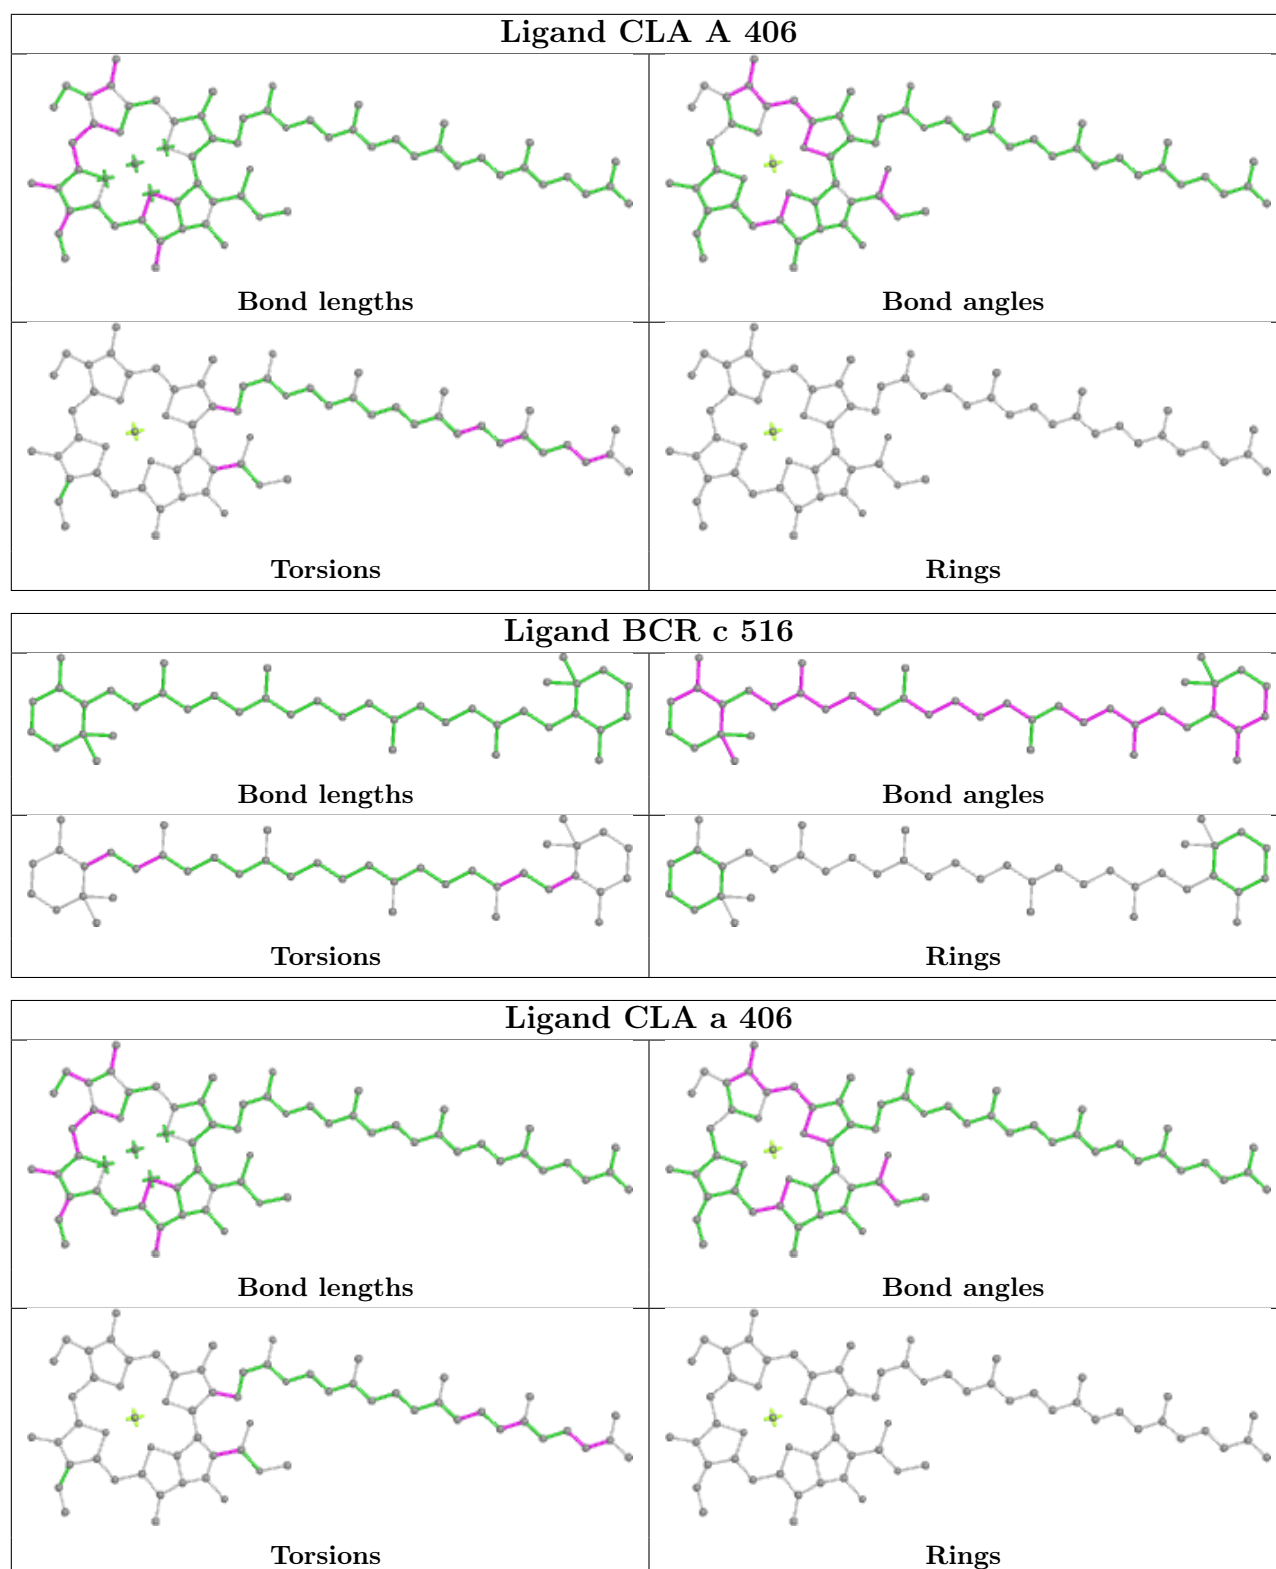 Ligand CLA A 406
Bond lengths
Bond angles
Torsions
Rings
Ligand BCR c 516
Bond lengths
Bond angles
Torsions
Rings
Ligand CLA a 406
Bond lengths
Bond angles
Torsions
Rings